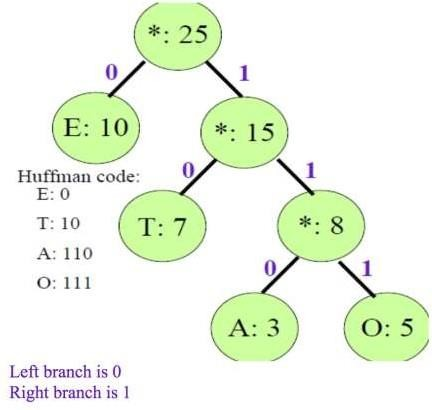 *: 25
0 1
E: 10
*: 15
0 1
Huffman code:
E: 0
T: 10
A: 110
O: 111
T: 7
*: 8
0 1
A: 3
O: 5
Left branch is 0
Right branch is 1